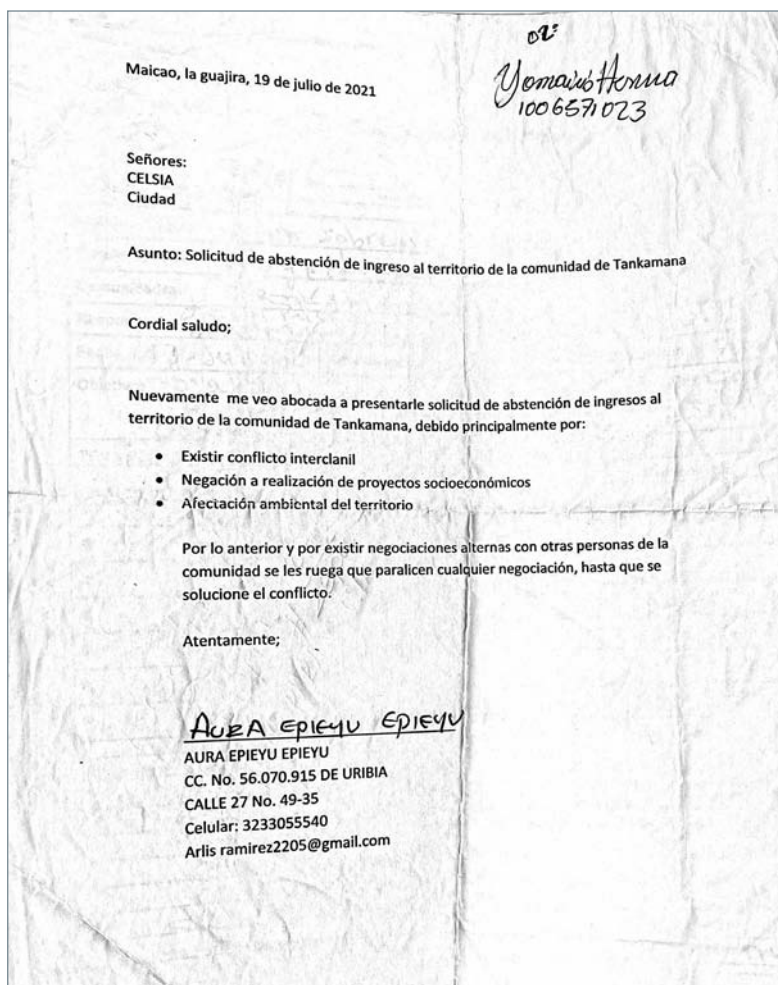 Maicao, la guajira, 19 de julio de 2021
1006571023
Señores:
CELSIA
Ciudad
Asunto: Solicitud de abstención de ingreso al territorio de la comunidad de Tankamana
Cordial saludo;
Nuevamente me veo abocada a presentarle solicitud de abstención de ingresos al
territorio de la comunidad de Tankamana, debido principalmente por:
• Existir conflicto interclanil
• Negación a realización de proyectos socioeconómicos
• Afectación ambiental del territorio
Por lo anterior y por existir negociaciones alternas con otras personas de la
comunidad se les ruega que paralicen cualquier negociación, hasta que se
solucione el conflicto.
Atentamente;
AURA EPIEYU EPIEYU
AURA EPIEYU EPIEYU
CC. No. 56.070.915 DE URIBIA
CALLE 27 No. 49-35
Celular: 3233055540
Arlis ramirez2205@gmail.com